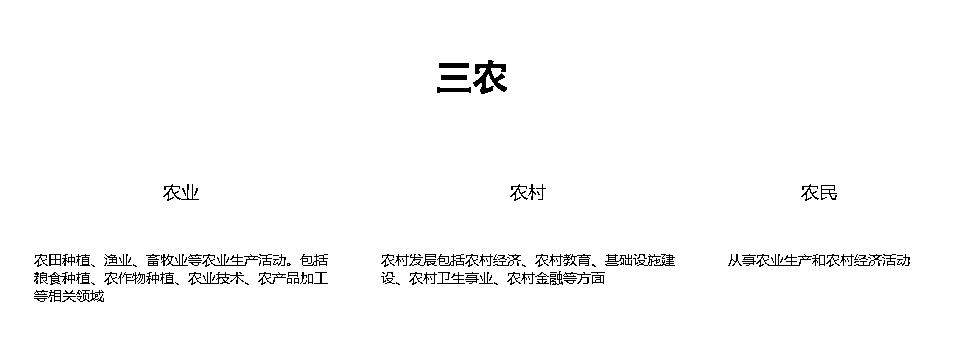 三农
农业
农村
农民
农田种植、渔业、畜牧业等农业生产活动。包括
粮食种植、农作物种植、农业技术、农产品加工
等相关领域
农村发展包括农村经济、农村教育、基础设施建
设、农村卫生事业、农村金融等方面
从事农业生产和农村经济活动